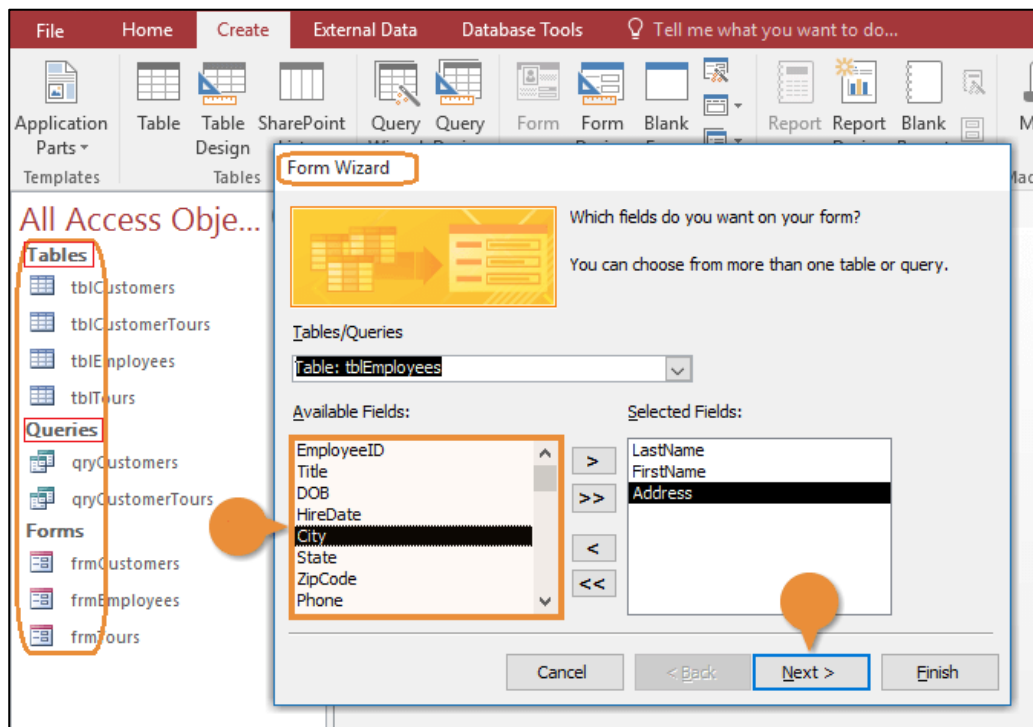 File Home Create External Data Database Tools Tell me what you want to do...
Application Parts Table Table Design SharePoint Query Query Form Form Blank Report Report Blank
Templates Tables
All Access Obje...
Tables
tblCustomers
tblCustomerTours
tblEmployees
tblTours
Queries
qryCustomers
qryCustomerTours
Forms
frmCustomers
frmEmployees
frmTours
Form Wizard
Which fields do you want on your form?
You can choose from more than one table or query.
Tables/Queries
Table: tblEmployees
Available Fields:
EmployeeID
Title
DOB
HireDate
City
State
ZipCode
Phone
>
>>
<
<<
Selected Fields:
LastName
FirstName
Address
Cancel < Back Next > Finish